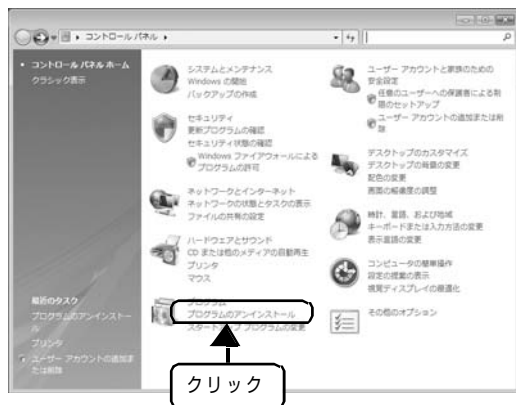 コントロール パネル
コントロール パネル ホーム
クラシック表示
システムとメンテナンス
Windows の開始
バックアップの作成
セキュリティ
更新プログラムの確認
セキュリティ状態の確認
Windows ファイアウォールによる
プログラムの許可
ネットワークとインターネット
ネットワークの状態とタスクの表示
ファイルの共有の設定
ハードウェアとサウンド
CD または他のメディアの自動再生
プリンタ
マウス
プログラム
プログラムのアンインストール
スタートアップ プログラムの変更
ユーザー アカウントと家族のための
安全設定
任意のユーザーへの保護者による制
限のセットアップ
ユーザー アカウントの追加または削
除
デスクトップのカスタマイズ
デスクトップの背景の変更
配色の変更
画面の解像度の調整
時計、言語、および地域
キーボードまたは入力方法の変更
表示言語の変更
コンピュータの簡単操作
設定の提案の表示
視覚ディスプレイの最適化
その他のオプション
最近のタスク
プログラムのアンインストー
ル
プリンタ
ユーザー アカウントの追加ま
たは削除
クリック